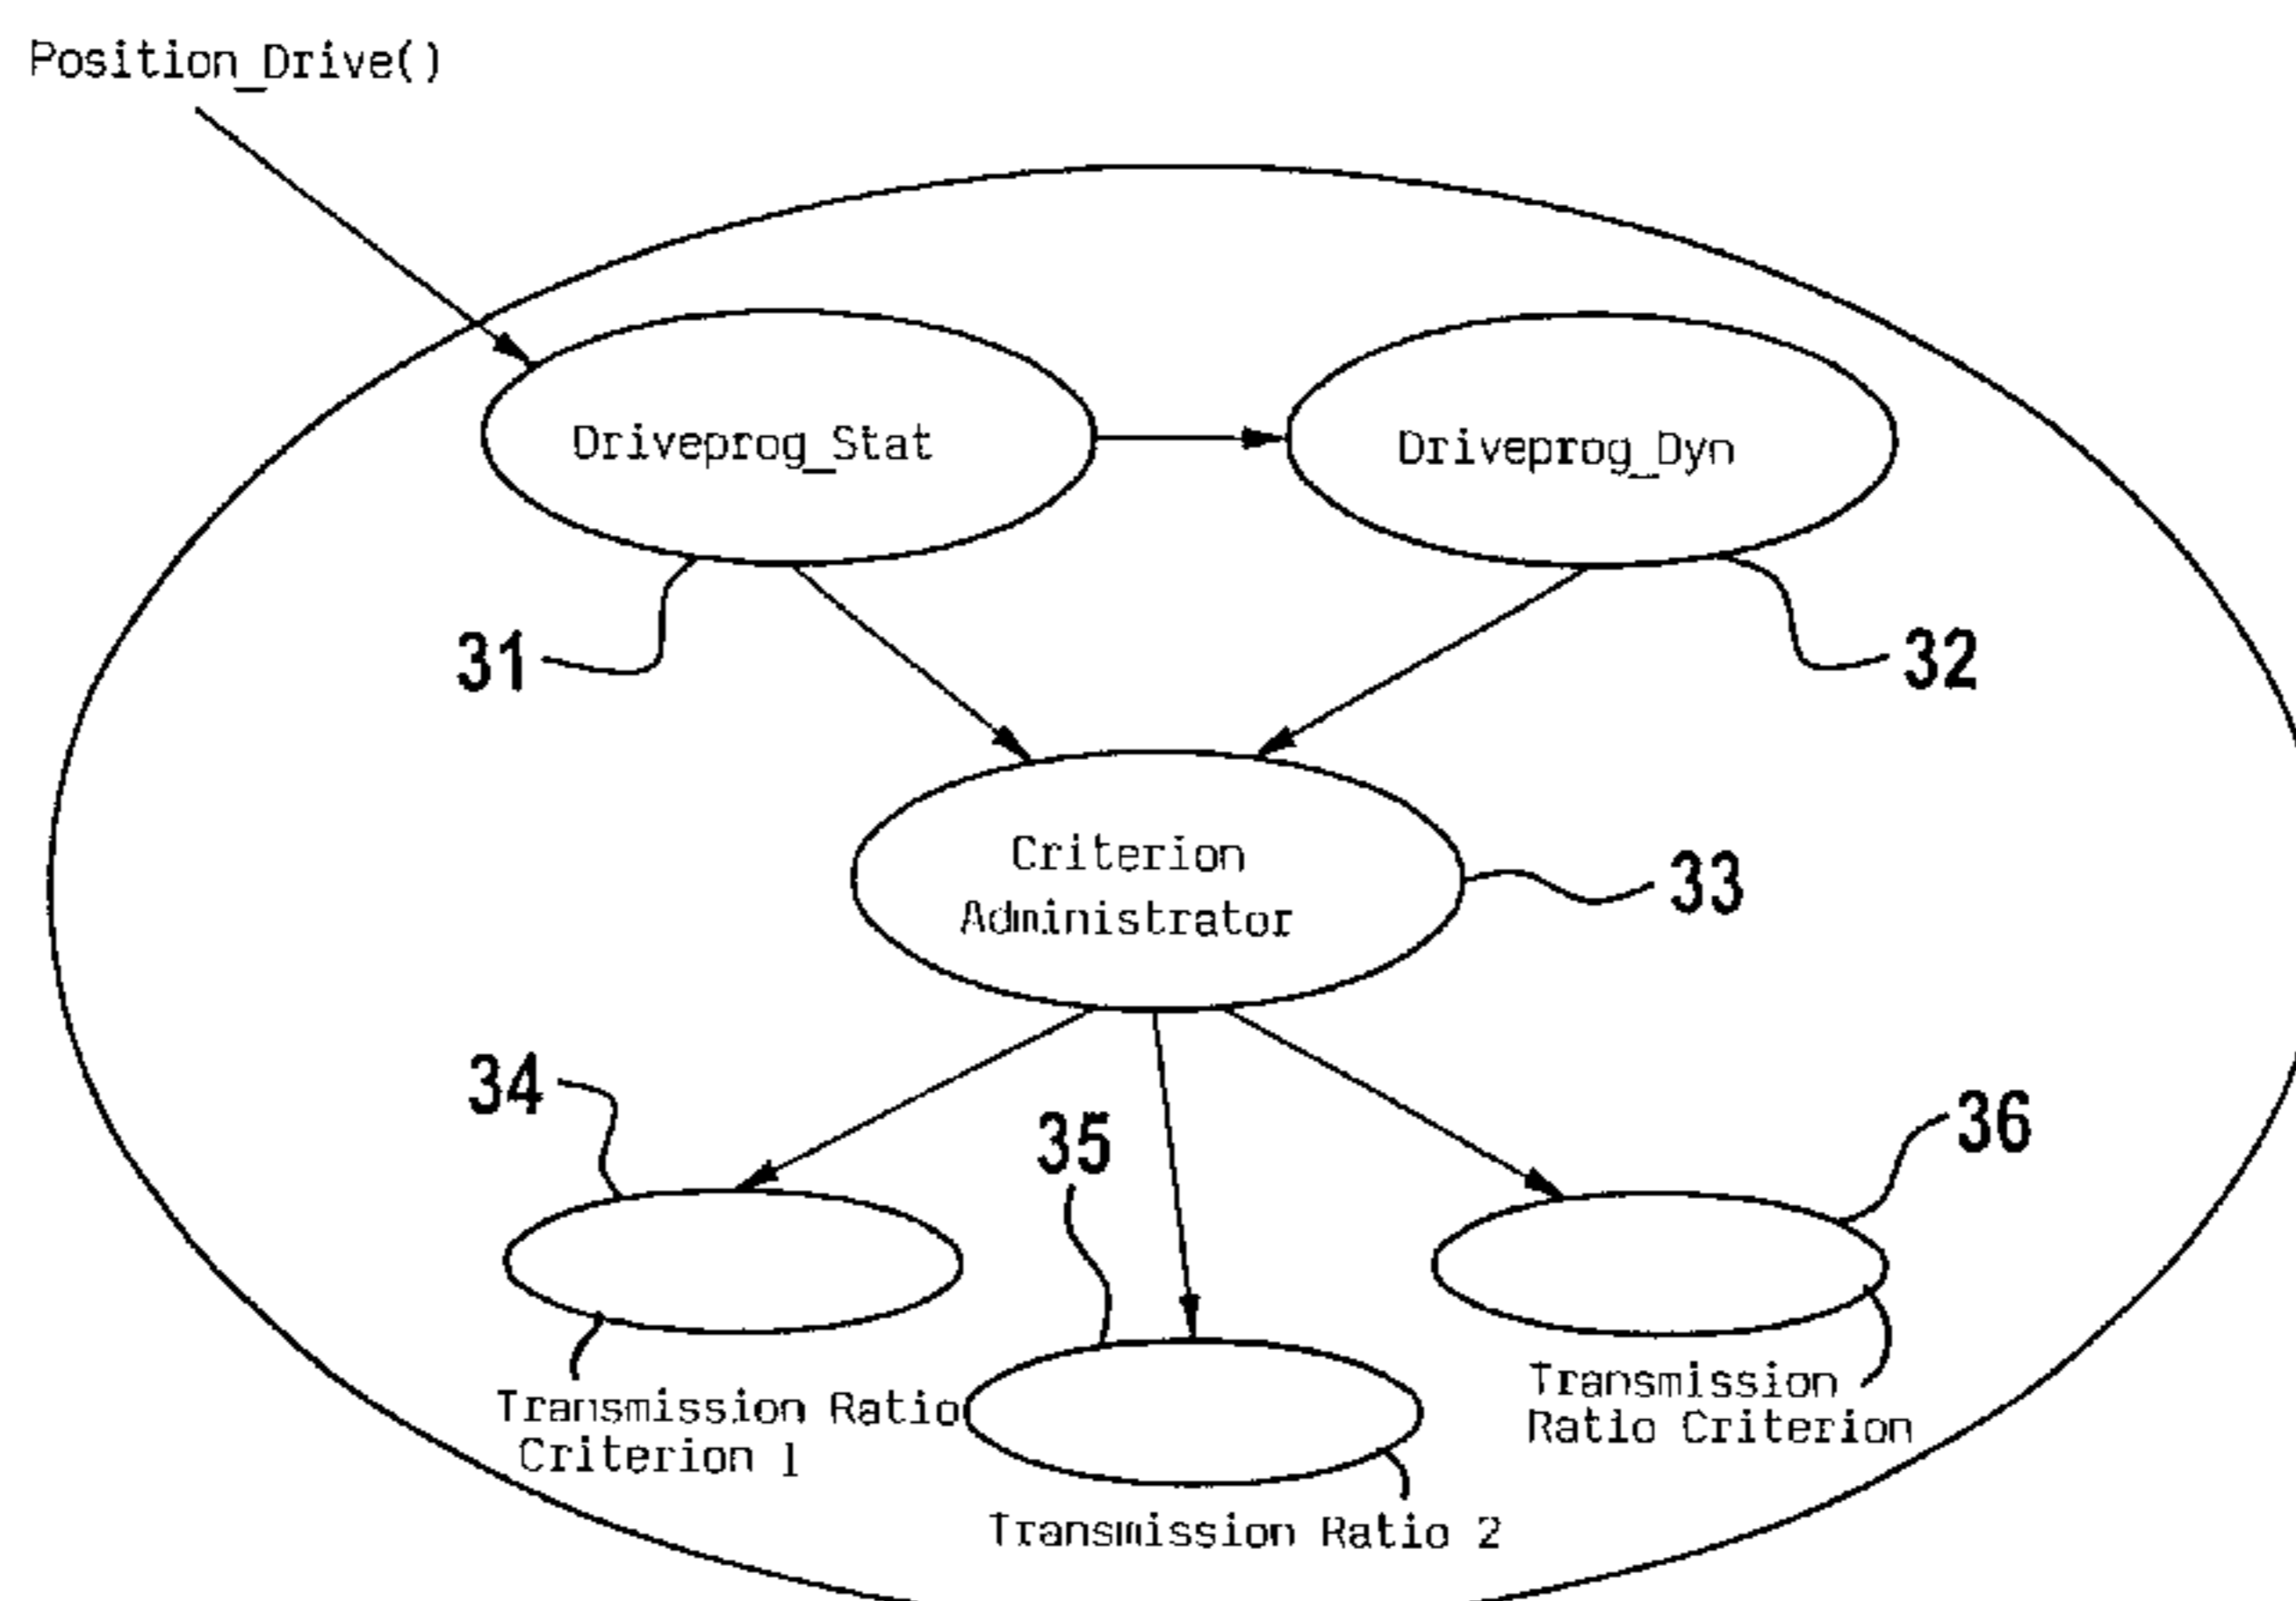 Position_Drive()
Driveprog_Stat
Driveprog_Dyn
31
32
Criterion
Administrator
33
34
35
36
Transmission Ratio
Criterion 1
Transmission
Ratio Criterion
Transmission Ratio 2